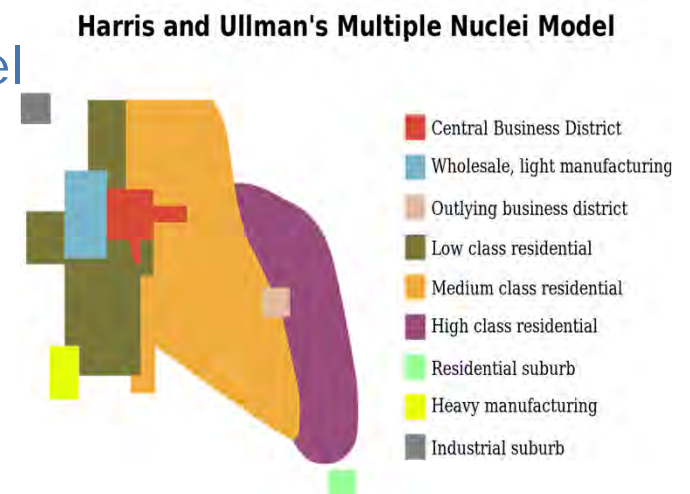 Harris and Ullman's Multiple Nuclei Model
el
Central Business District
Wholesale, light manufacturing
Outlying business district
Low class residential
Medium class residential
High class residential
Residential suburb
Heavy manufacturing
Industrial suburb